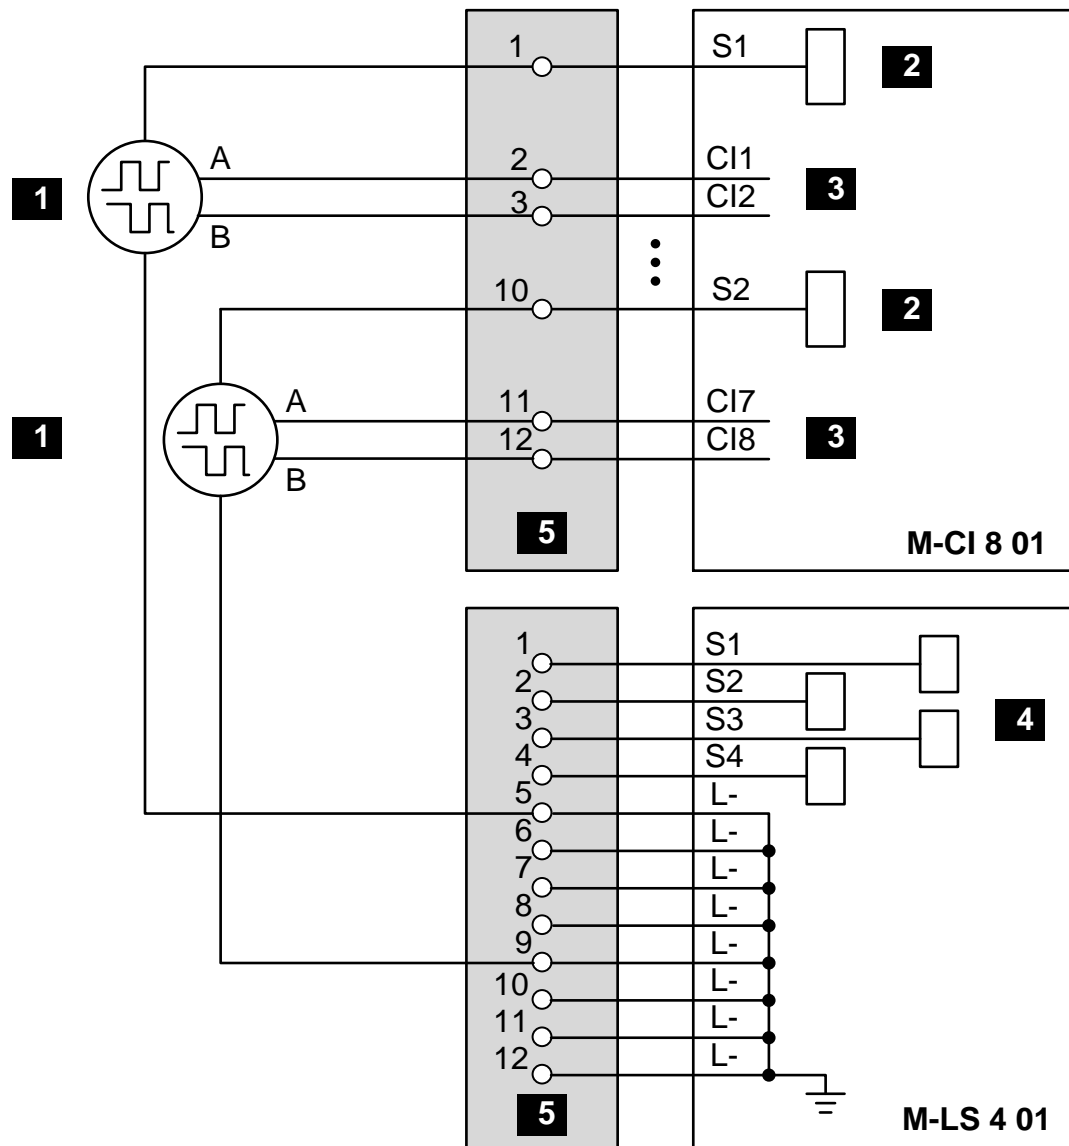 1 S1
2
A 2 CI1
1 3
3 CI2
B
10 S2
2
A 11 CI7
1 3
12 CI8
B
5
M-CI 8 01
1 S1
2 S2
3 S3
4
4 S4
5 L-
6 L-
7 L-
8 L-
9 L-
10 L-
11 L-
12 L-
5
M-LS 4 01